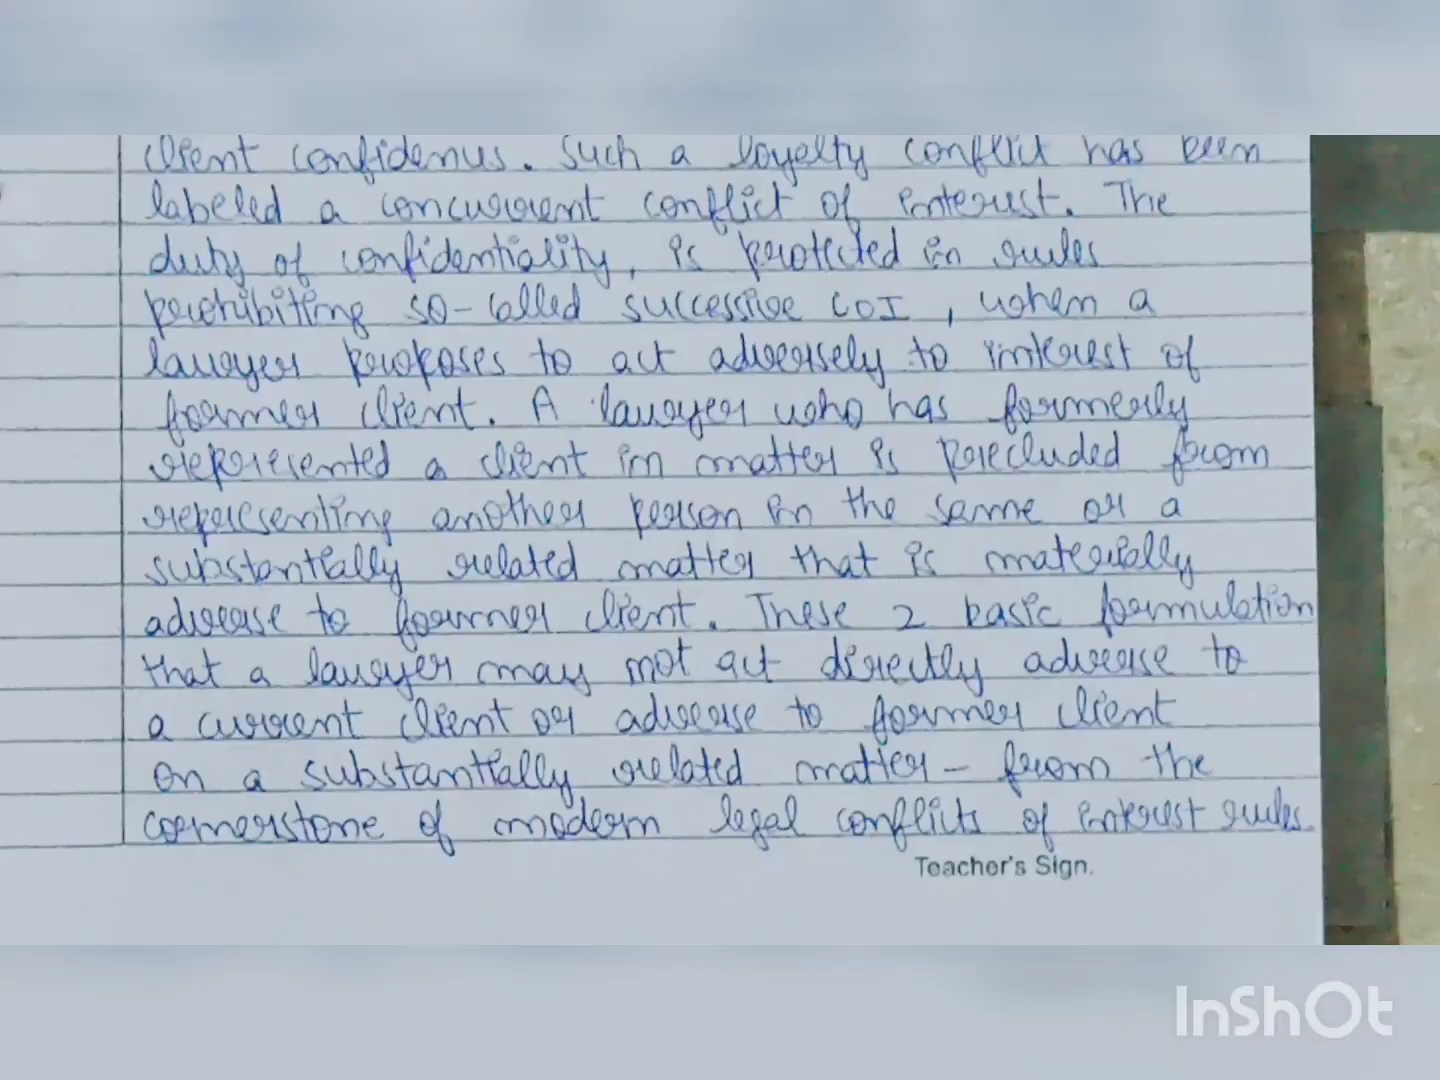 client confidences. Such a loyalty conflict has been
labeled a concurrent conflict of interest. The
duty of confidentiality, is protected in rules
prohibiting so-called successive COI, when a
lawyer proposes to act adversely to interest of
former client. A lawyer who has formerly
represented a client in matter is precluded from
representing another person in the same or a
substantially related matter that is materially
adverse to former client. These 2 basic formulation
that a lawyer may not act directly adverse to
a current client or adverse to former client
on a substantially related matter - from the
cornerstone of modern legal conflicts of interest rules.
Teacher's Sign.
InShOt